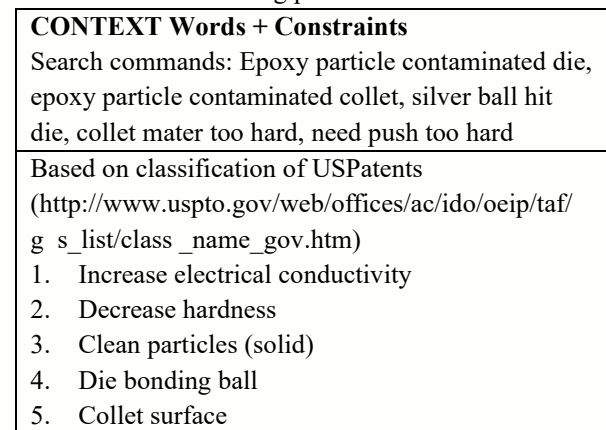 CONTEXT Words + Constraints
Search commands: Epoxy particle contaminated die,
epoxy particle contaminated collet, silver ball hit
die, collet mater too hard, need push too hard
Based on classification of USPatents
(http://www.uspto.gov/web/offices/ac/ido/oeip/taf/
g s_list/class _name_gov.htm)
1. Increase electrical conductivity
2. Decrease hardness
3. Clean particles (solid)
4. Die bonding ball
5. Collet surface